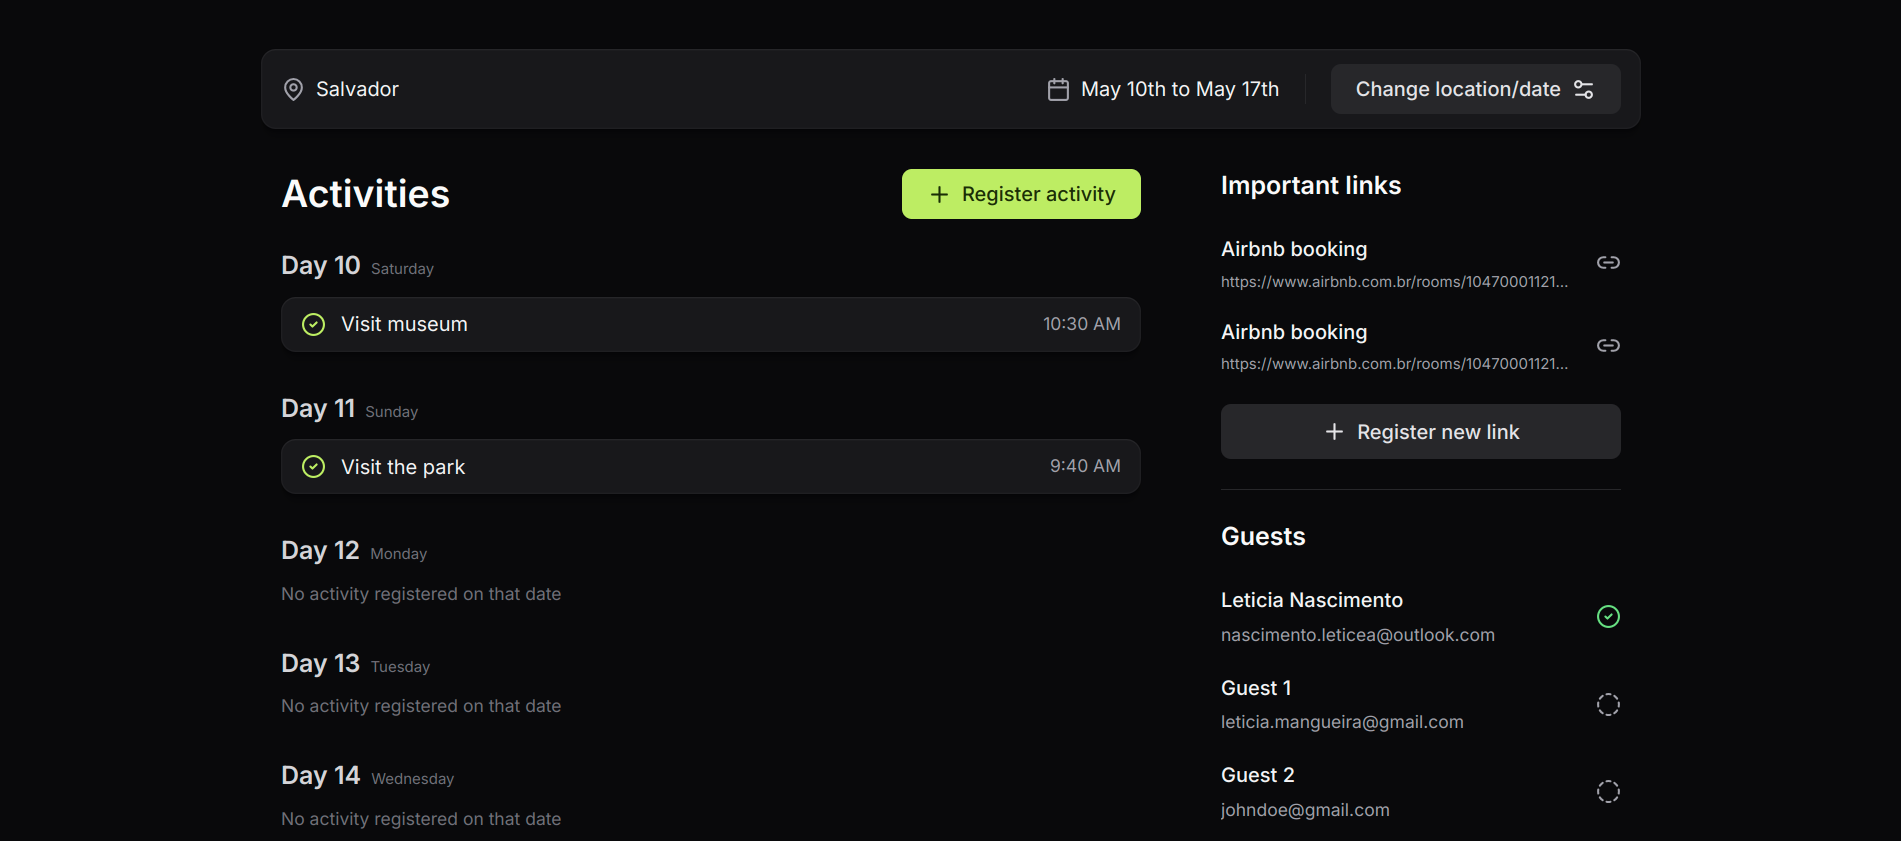 Salvador
May 10th to May 17th
Change location/date
Activities
Register activity
Day 10 Saturday
Visit museum
10:30 AM
Day 11 Sunday
Visit the park
9:40 AM
Day 12 Monday
No activity registered on that date
Day 13 Tuesday
No activity registered on that date
Day 14 Wednesday
No activity registered on that date
Important links
Airbnb booking
https://www.airbnb.com.br/rooms/10470001121...
Airbnb booking
https://www.airbnb.com.br/rooms/10470001121...
Register new link
Guests
Leticia Nascimento
nascimento.leticea@outlook.com
Guest 1
leticia.mangueira@gmail.com
Guest 2
johndoe@gmail.com